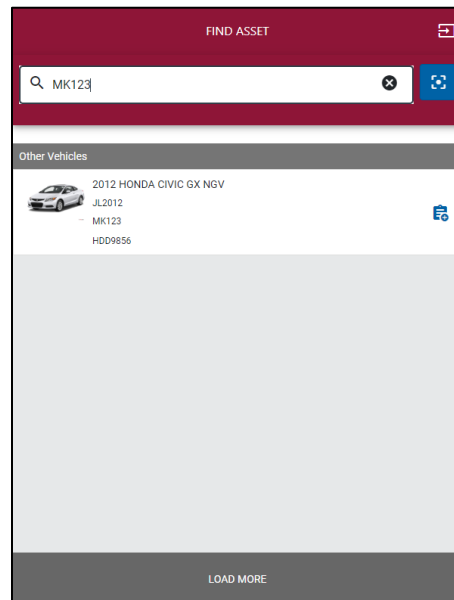 FIND ASSET
MK123
Other Vehicles
2012 HONDA CIVIC GX NGV
JL2012
MK123
HDD9856
LOAD MORE